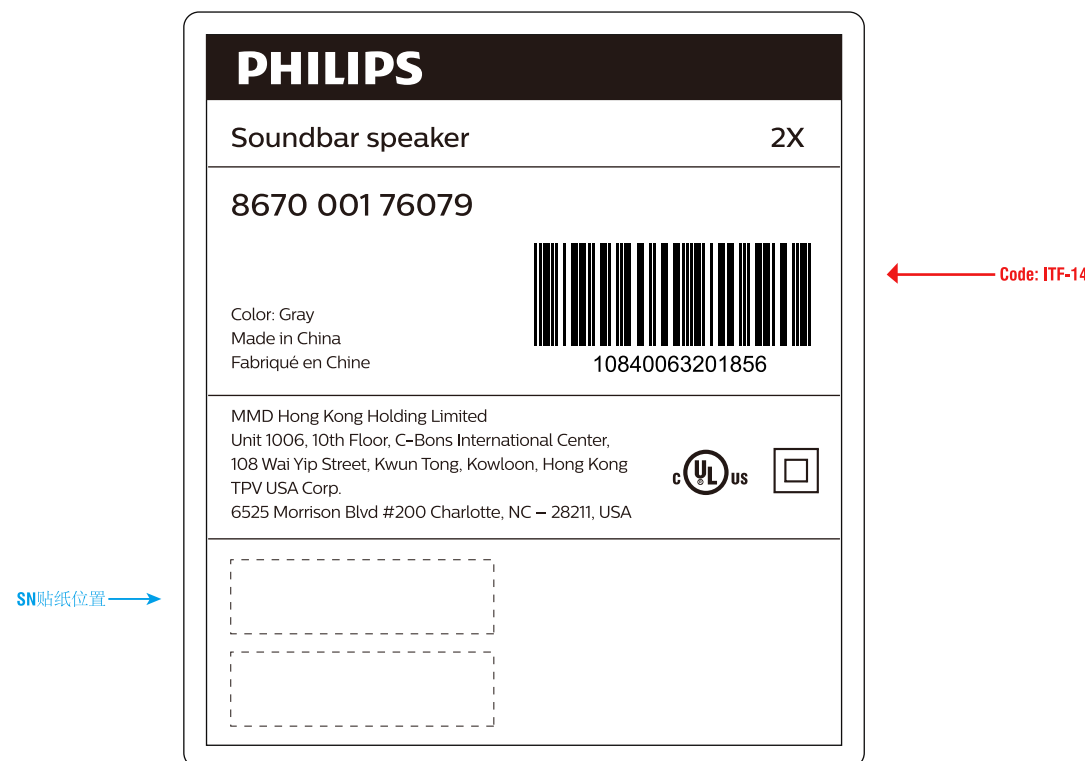 PHILIPS
Soundbar speaker 2X
8670 001 76079
Code: ITF-14
Color: Gray
Made in China
Fabriqué en Chine
10840063201856
MMD Hong Kong Holding Limited
Unit 1006, 10th Floor, C-Bons International Center,
108 Wai Yip Street, Kwun Tong, Kowloon, Hong Kong
TPV USA Corp.
6525 Morrison Blvd #200 Charlotte, NC – 28211, USA
C UL ® US
SN贴纸位置